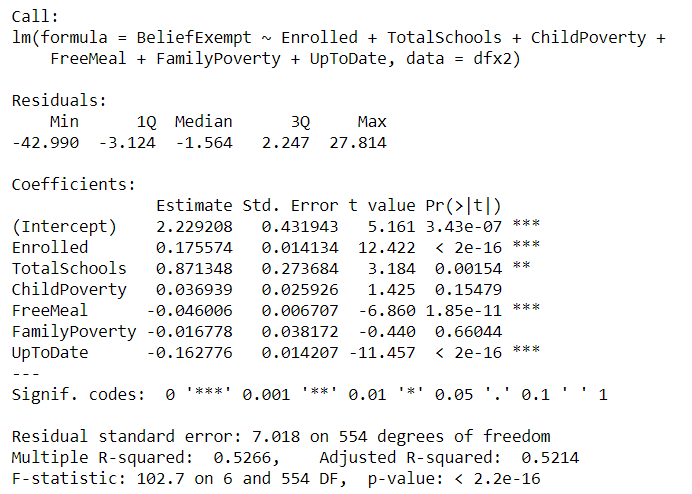 Call:
lm(formula = BeliefExempt ~ Enrolled + TotalSchools + ChildPoverty +
    FreeMeal + FamilyPoverty + UpToDate, data = dfx2)

Residuals:
    Min      1Q  Median      3Q     Max
-42.990  -3.124  -1.564   2.247  27.814

Coefficients:
               Estimate Std. Error t value Pr(>|t|)
(Intercept)    2.229208   0.431943   5.161 3.43e-07 ***
Enrolled       0.175574   0.014134  12.422  < 2e-16 ***
TotalSchools   0.871348   0.273684   3.184  0.00154 **
ChildPoverty   0.036939   0.025926   1.425  0.15479
FreeMeal      -0.046006   0.006707  -6.860 1.85e-11 ***
FamilyPoverty -0.016778   0.038172  -0.440  0.66044
UpToDate      -0.162776   0.014207 -11.457  < 2e-16 ***
---
Signif. codes:  0 '***' 0.001 '**' 0.01 '*' 0.05 '.' 0.1 ' ' 1

Residual standard error: 7.018 on 554 degrees of freedom
Multiple R-squared:  0.5266,    Adjusted R-squared:  0.5214
F-statistic: 102.7 on 6 and 554 DF,  p-value: < 2.2e-16